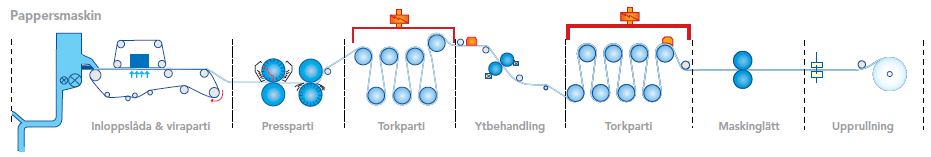 Pappersmaskin
Inloppslåda & viraparti
Pressparti
Torkparti
Ytbehandling
Torkparti
Maskinglätt
Upprullning